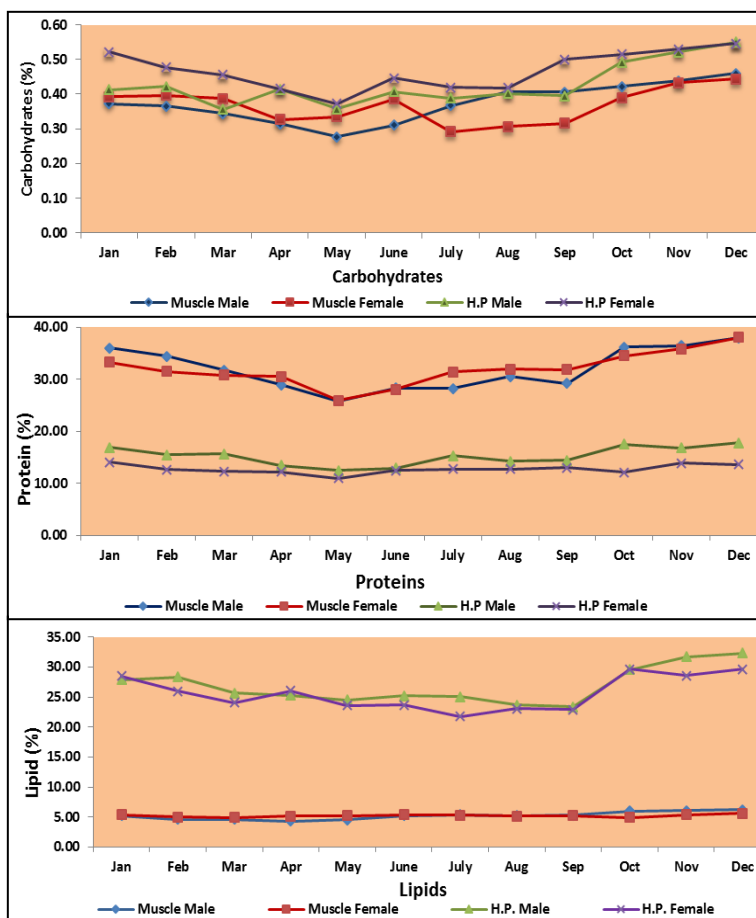 Carbohydrates (%)
0.60
0.50
0.40
0.30
0.20
0.10
0.00
Jan Feb Mar Apr May June July Aug Sep Oct Nov Dec
Carbohydrates
Muscle Male Muscle Female H.P Male H.P Female
Protein (%)
40.00
30.00
20.00
10.00
0.00
Jan Feb Mar Apr May June July Aug Sep Oct Nov Dec
Proteins
Muscle Male Muscle Female H.P Male H.P Female
Lipid (%)
35.00
30.00
25.00
20.00
15.00
10.00
5.00
0.00
Jan Feb Mar Apr May June July Aug Sep Oct Nov Dec
Lipids
Muscle Male Muscle Female H.P. Male H.P. Female